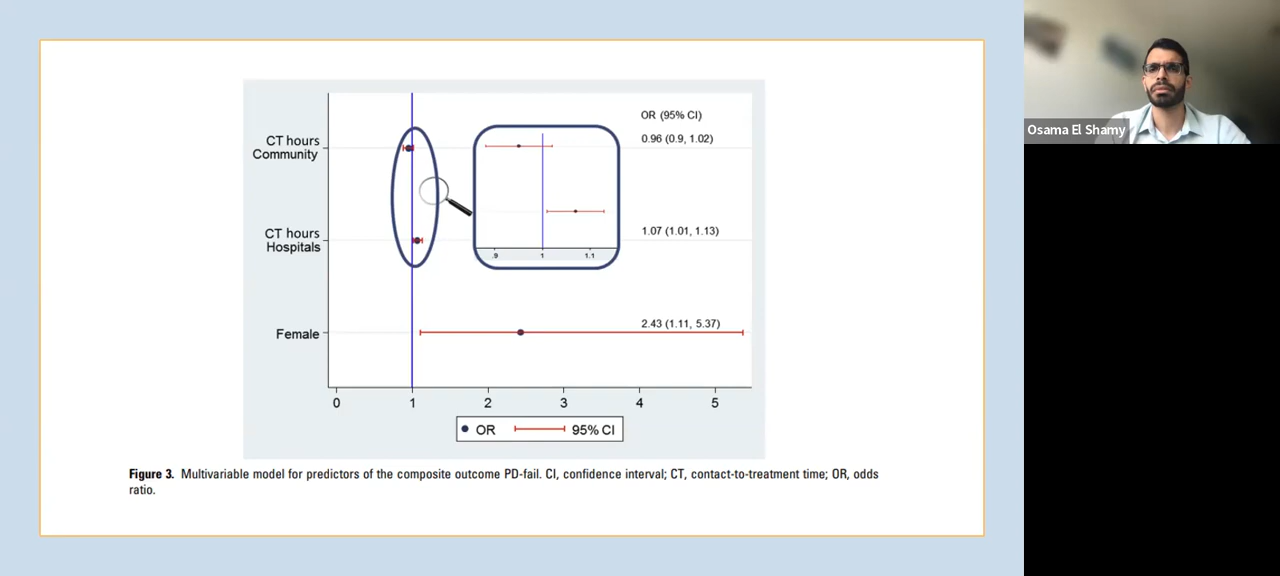 Osama El Shamy
OR (95% CI)
CT hours
Community
0.96 (0.9, 1.02)
CT hours
Hospitals
1.07 (1.01, 1.13)
.9 1 1.1
Female
2.43 (1.11, 5.37)
0 1 2 3 4 5
OR 95% CI
Figure 3. Multivariable model for predictors of the composite outcome PD-fail. CI, confidence interval; CT, contact-to-treatment time; OR, odds
ratio.